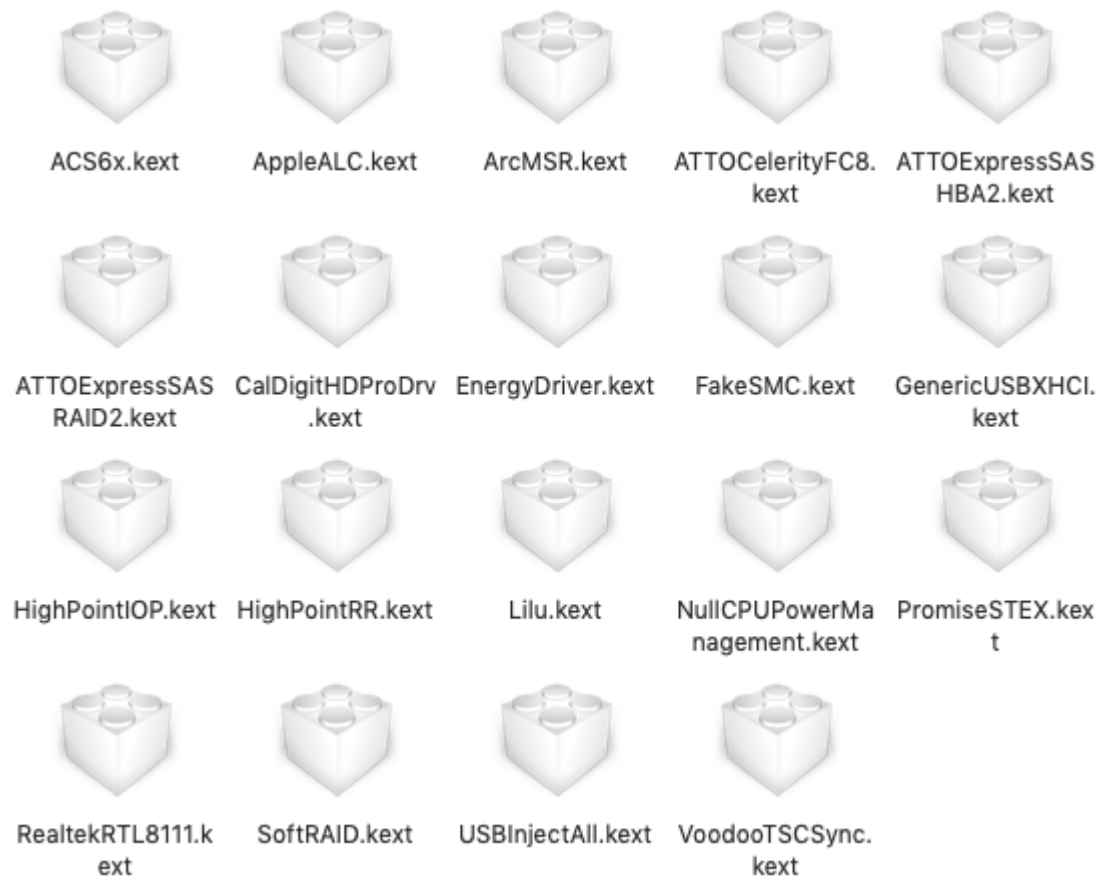 ACS6x.kext
AppleALC.kext
ArcMSR.kext
ATTOCelerityFC8.
kext
ATTOExpressSAS
HBA2.kext
ATTOExpressSAS
RAID2.kext
CalDigitHDProDrv
.kext
EnergyDriver.kext
FakeSMC.kext
GenericUSBXHCI.
kext
HighPointIOP.kext
HighPointRR.kext
Lilu.kext
NullCPUPowerMa
nagement.kext
PromiseSTEX.kex
t
RealtekRTL8111.k
ext
SoftRAID.kext
USBInjectAll.kext
VoodooTSCSync.
kext